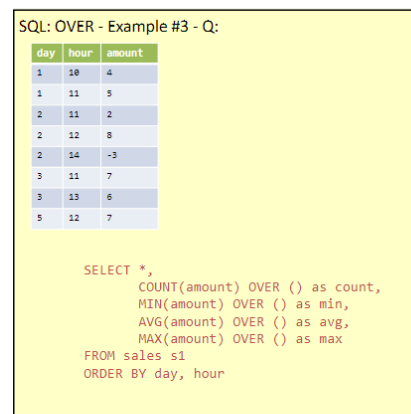 SQL: OVER - Example #3 - Q:
day hour amount
1 10 4
1 11 5
2 11 2
2 12 8
2 14 -3
3 11 7
3 13 6
5 12 7
SELECT *,
COUNT(amount) OVER () as count,
MIN(amount) OVER () as min,
AVG(amount) OVER () as avg,
MAX(amount) OVER () as max
FROM sales s1
ORDER BY day, hour